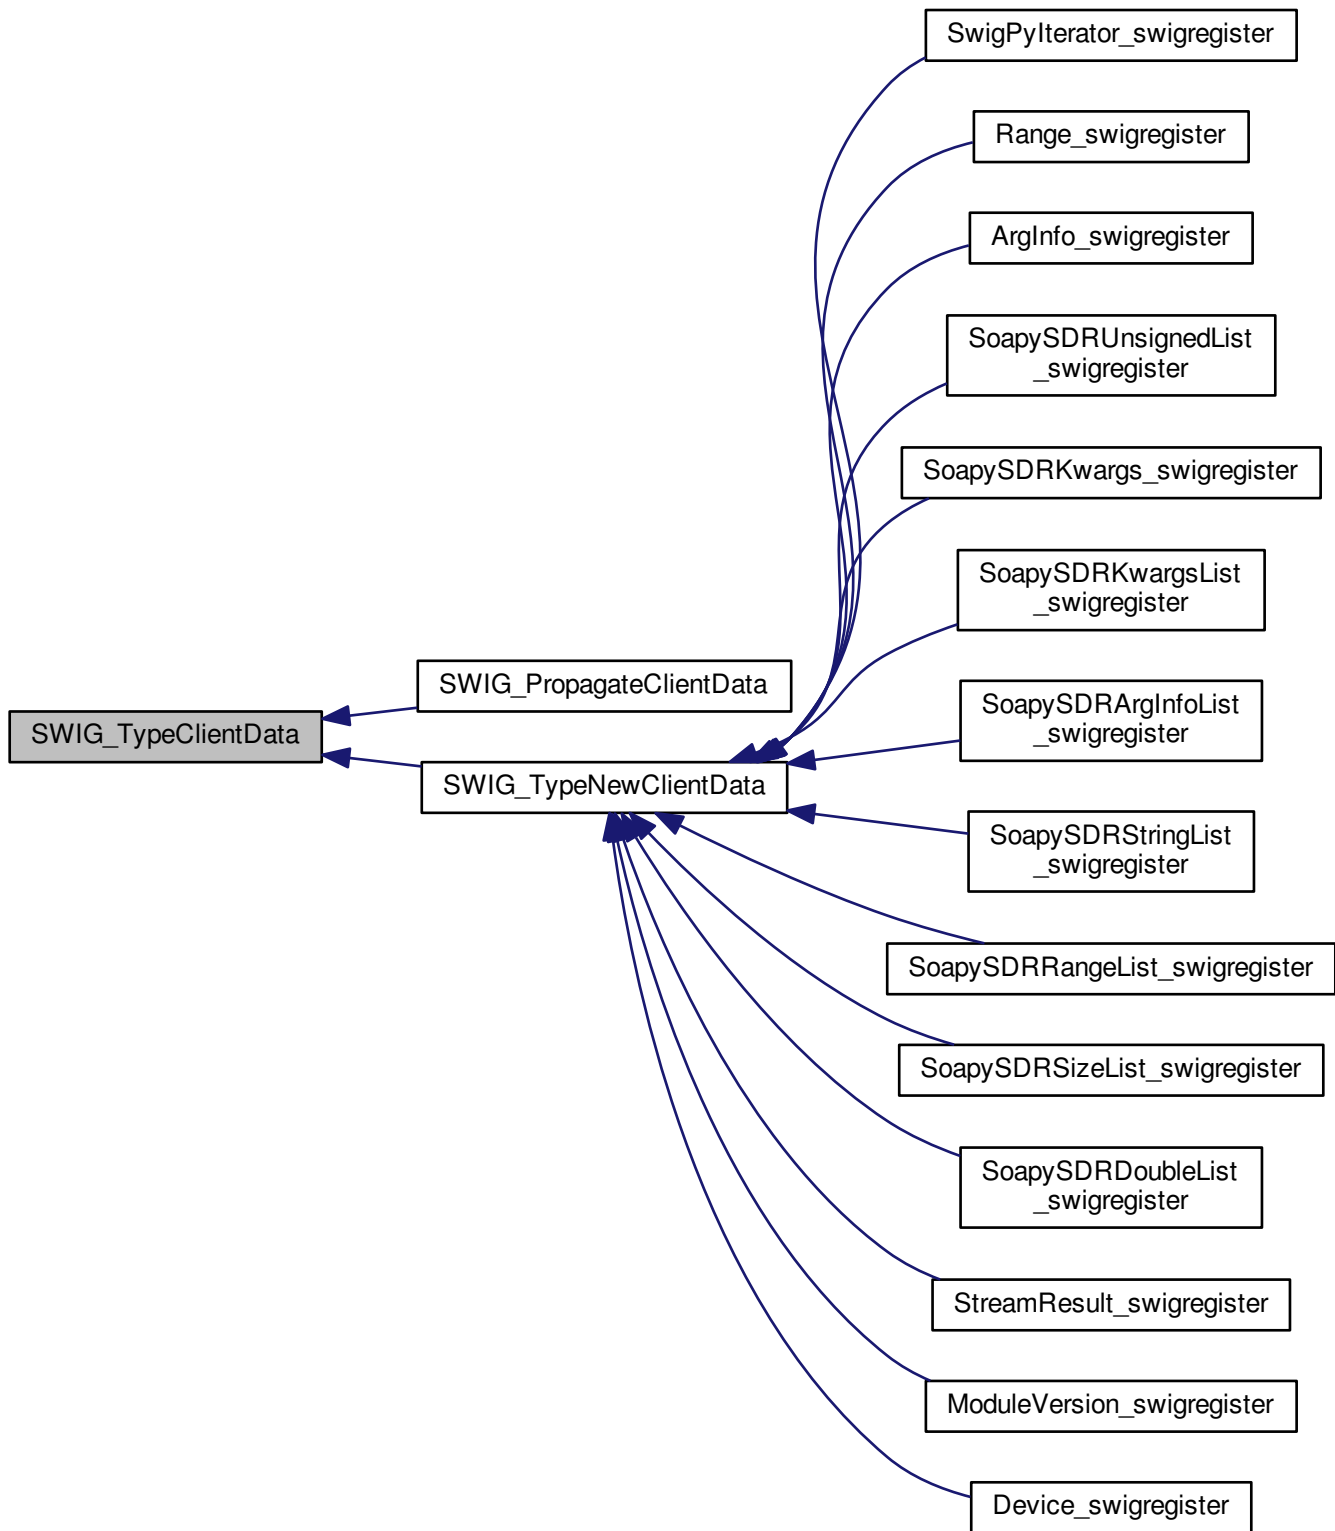 SwigPyIterator_swigregister
Range_swigregister
ArgInfo_swigregister
SoapySDRUnsignedList
_swigregister
SoapySDRKwargs_swigregister
SoapySDRKwargsList
_swigregister
SWIG_PropagateClientData
SoapySDRArgInfoList
_swigregister
SWIG_TypeClientData
SWIG_TypeNewClientData
SoapySDRStringList
_swigregister
SoapySDRRangeList_swigregister
SoapySDRSizeList_swigregister
SoapySDRDoubleList
_swigregister
StreamResult_swigregister
ModuleVersion_swigregister
Device_swigregister